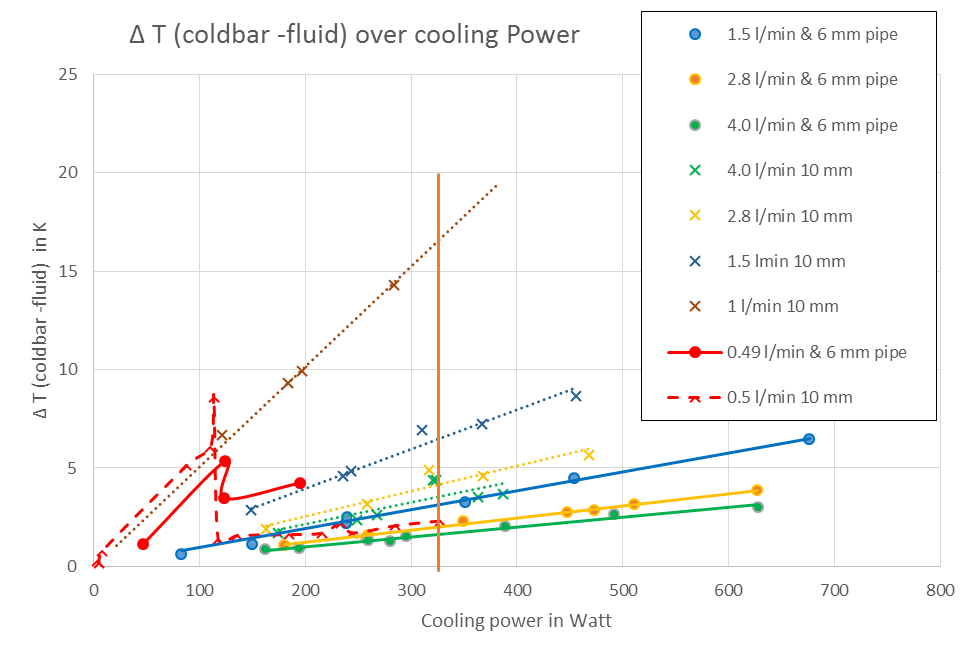 Δ T (coldbar -fluid) over cooling Power
1.5 l/min & 6 mm pipe
2.8 l/min & 6 mm pipe
4.0 l/min & 6 mm pipe
4.0 l/min 10 mm
2.8 l/min 10 mm
1.5 lmin 10 mm
1 l/min 10 mm
0.49 l/min & 6 mm pipe
0.5 l/min 10 mm
Δ T (coldbar -fluid)  in K
25
20
15
10
5
0
0 100 200 300 400 500 600 700 800
Cooling power in Watt